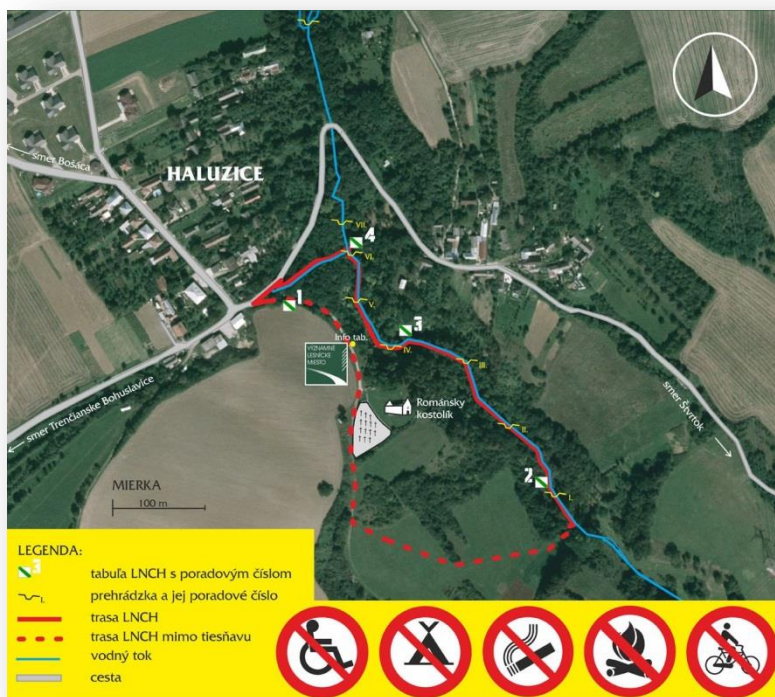 smer Bošáca
HALUZICE
VII.
4
VI.
1
V.
3
Info tab.
IV.
VÝZNAMNÉ
LESNÍCKE
MIESTO
III.
Románsky
kostolík
smer Štvrtok
II.
smer Trenčianske Bohuslavice
2
I.
MIERKA
100 m
LEGENDA:
3
tabuľa LNCH s poradovým číslom
I.
prehrádzka a jej poradové číslo
trasa LNCH
trasa LNCH mimo tiesňavu
vodný tok
cesta